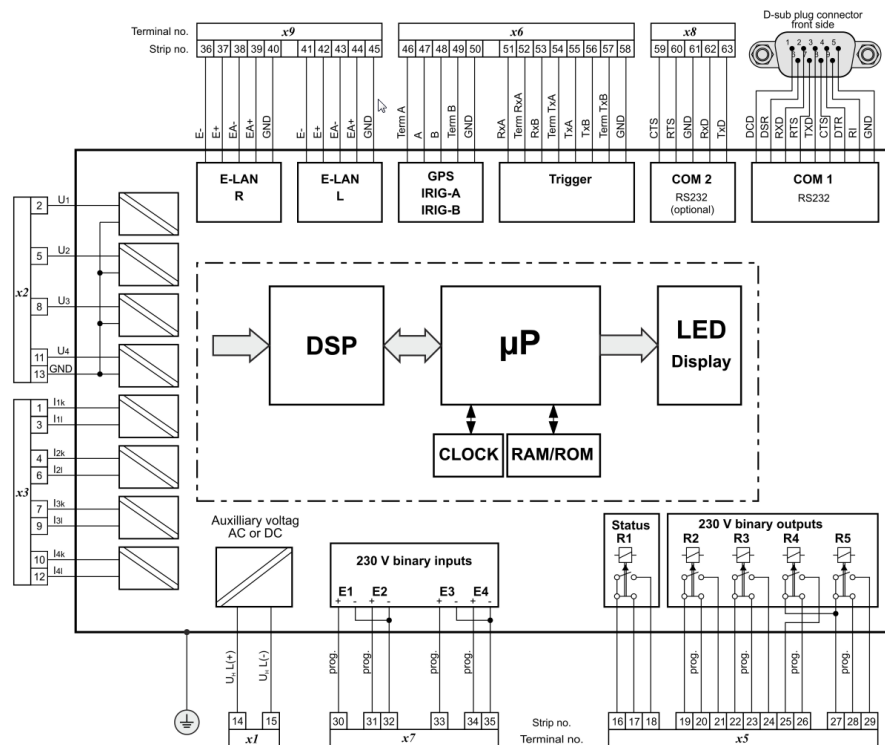 D-sub plug connector
front side
Terminal no. x9 x6 x8
Strip no. 36 37 38 39 40 41 42 43 44 45 46 47 48 49 50 51 52 53 54 55 56 57 58 59 60 61 62 63
1 2 3 4 5
6 7 8 9
E- E+ EA- EA+ GND
E- E+ EA- EA+ GND
Term A A B Term B GND
RxA Term RxA RxB Term TxA TxA TxB Term TxB GND
CTS RTS GND RxD TxD
DCD DSR RXD RTS TXD CTS DTR RI GND
E-LAN
R
E-LAN
L
GPS
IRIG-A
IRIG-B
Trigger
COM 2
RS232
(optional)
COM 1
RS232
x2
2 U1
5 U2
8 U3
11 U4
13 GND
x3
1 I1k
3 I1l
4 I2k
6 I2l
7 I3k
9 I3l
10 I4k
12 I4l
DSP
µP
LED
Display
CLOCK
RAM/ROM
Auxilliary voltag
AC or DC
230 V binary inputs
E1 E2 E3 E4
+ - + - + - + -
Status
R1
230 V binary outputs
R2 R3 R4 R5
UH L(+)
UH L(-)
prog. prog. prog. prog.
prog. prog. prog. prog.
14 15
x1
30 31 32 33 34 35
x7
Strip no. 16 17 18 19 20 21 22 23 24 25 26 27 28 29
Terminal no. x5